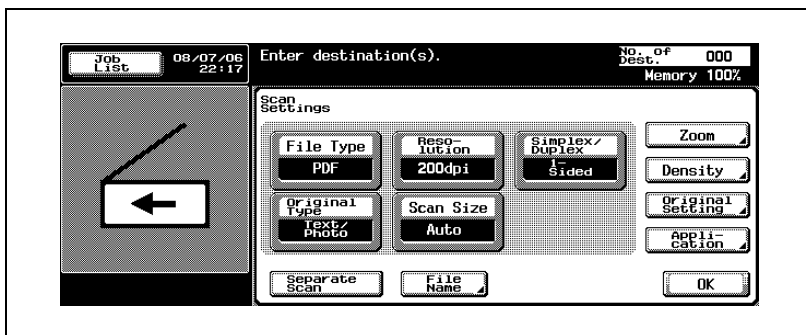 Job
List
08/07/06
22:17
Enter destination(s).
No. of
Dest.
000
Memory 100%
Scan
Settings
File Type
PDF
Reso-
lution
200dpi
Simplex/
Duplex
1-
Sided
Zoom
Density
Original
Type
Text/
Photo
Scan Size
Auto
Original
Setting
Appli-
cation
Separate
Scan
File
Name
OK